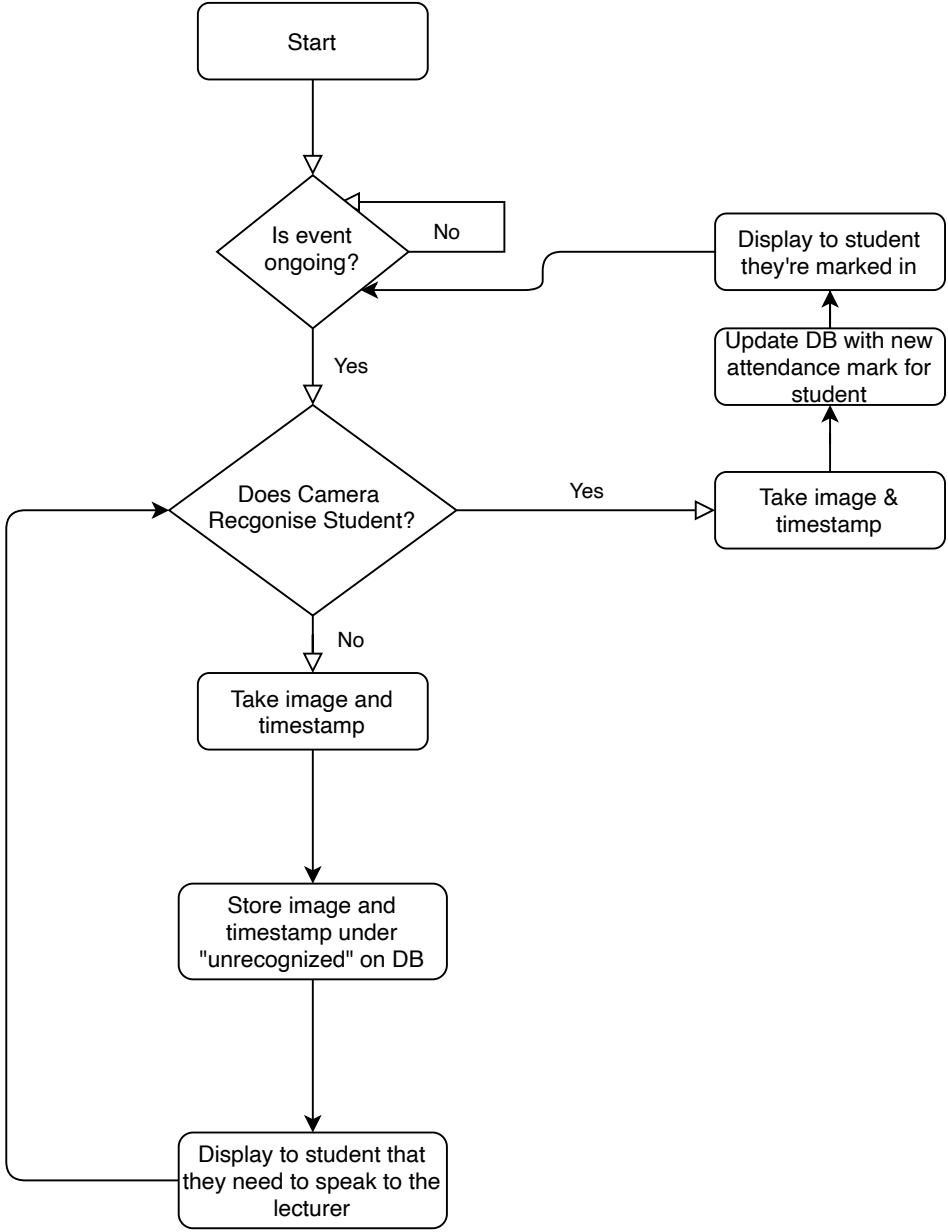 Start
Is event
ongoing?
No
Yes
Does Camera
Recgonise Student?
Yes
Take image &
timestamp
Update DB with new
attendance mark for
student
Display to student
they're marked in
No
Take image and
timestamp
Store image and
timestamp under
"unrecognized" on DB
Display to student that
they need to speak to the
lecturer